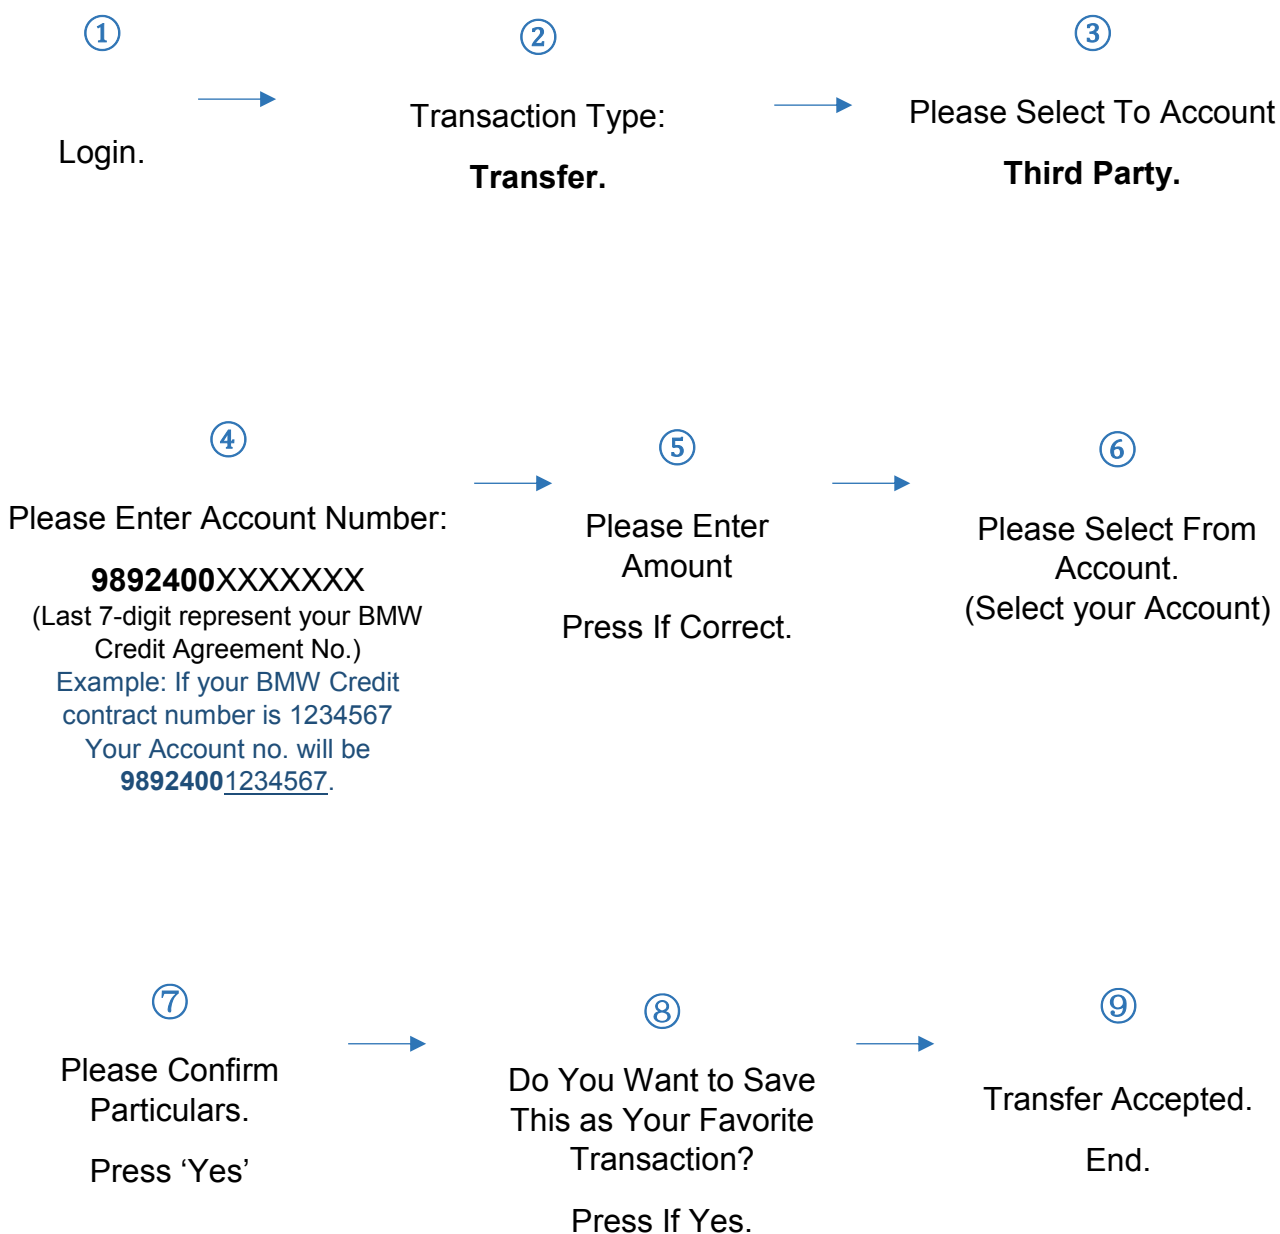 ①
Login.
②
Transaction Type:
Transfer.
③
Please Select To Account
Third Party.
④
Please Enter Account Number:
9892400XXXXXXX
(Last 7-digit represent your BMW
Credit Agreement No.)
Example: If your BMW Credit
contract number is 1234567
Your Account no. will be
98924001234567.
⑤
Please Enter
Amount
Press If Correct.
⑥
Please Select From
Account.
(Select your Account)
⑦
Please Confirm
Particulars.
Press ‘Yes’
⑧
Do You Want to Save
This as Your Favorite
Transaction?
Press If Yes.
⑨
Transfer Accepted.
End.